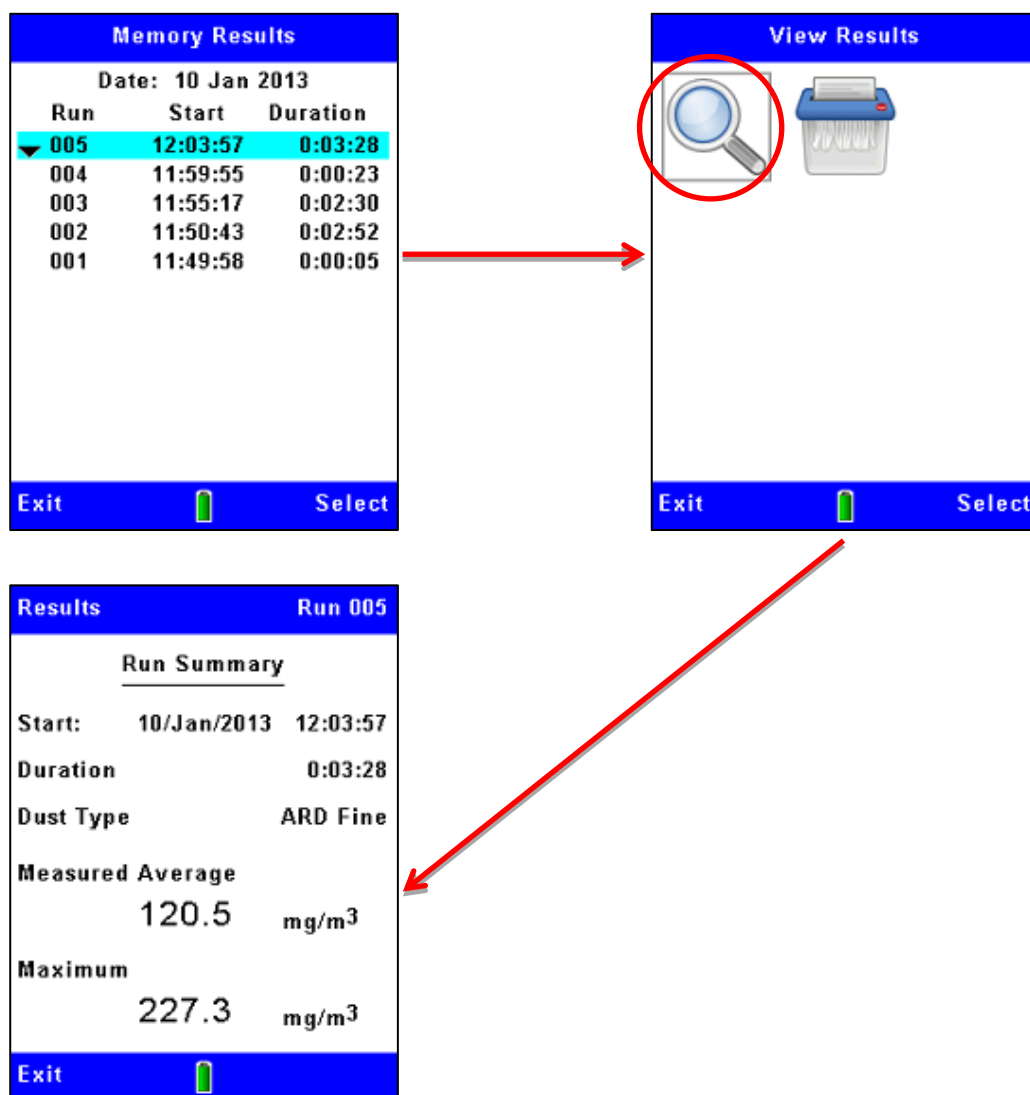 Memory Results
Date: 10 Jan 2013
Run Start Duration
005 12:03:57 0:03:28
004 11:59:55 0:00:23
003 11:55:17 0:02:30
002 11:50:43 0:02:52
001 11:49:58 0:00:05
Exit Select
View Results
Exit Select
Results Run 005
Run Summary
Start: 10/Jan/2013 12:03:57
Duration 0:03:28
Dust Type ARD Fine
Measured Average
120.5 mg/m³
Maximum
227.3 mg/m³
Exit